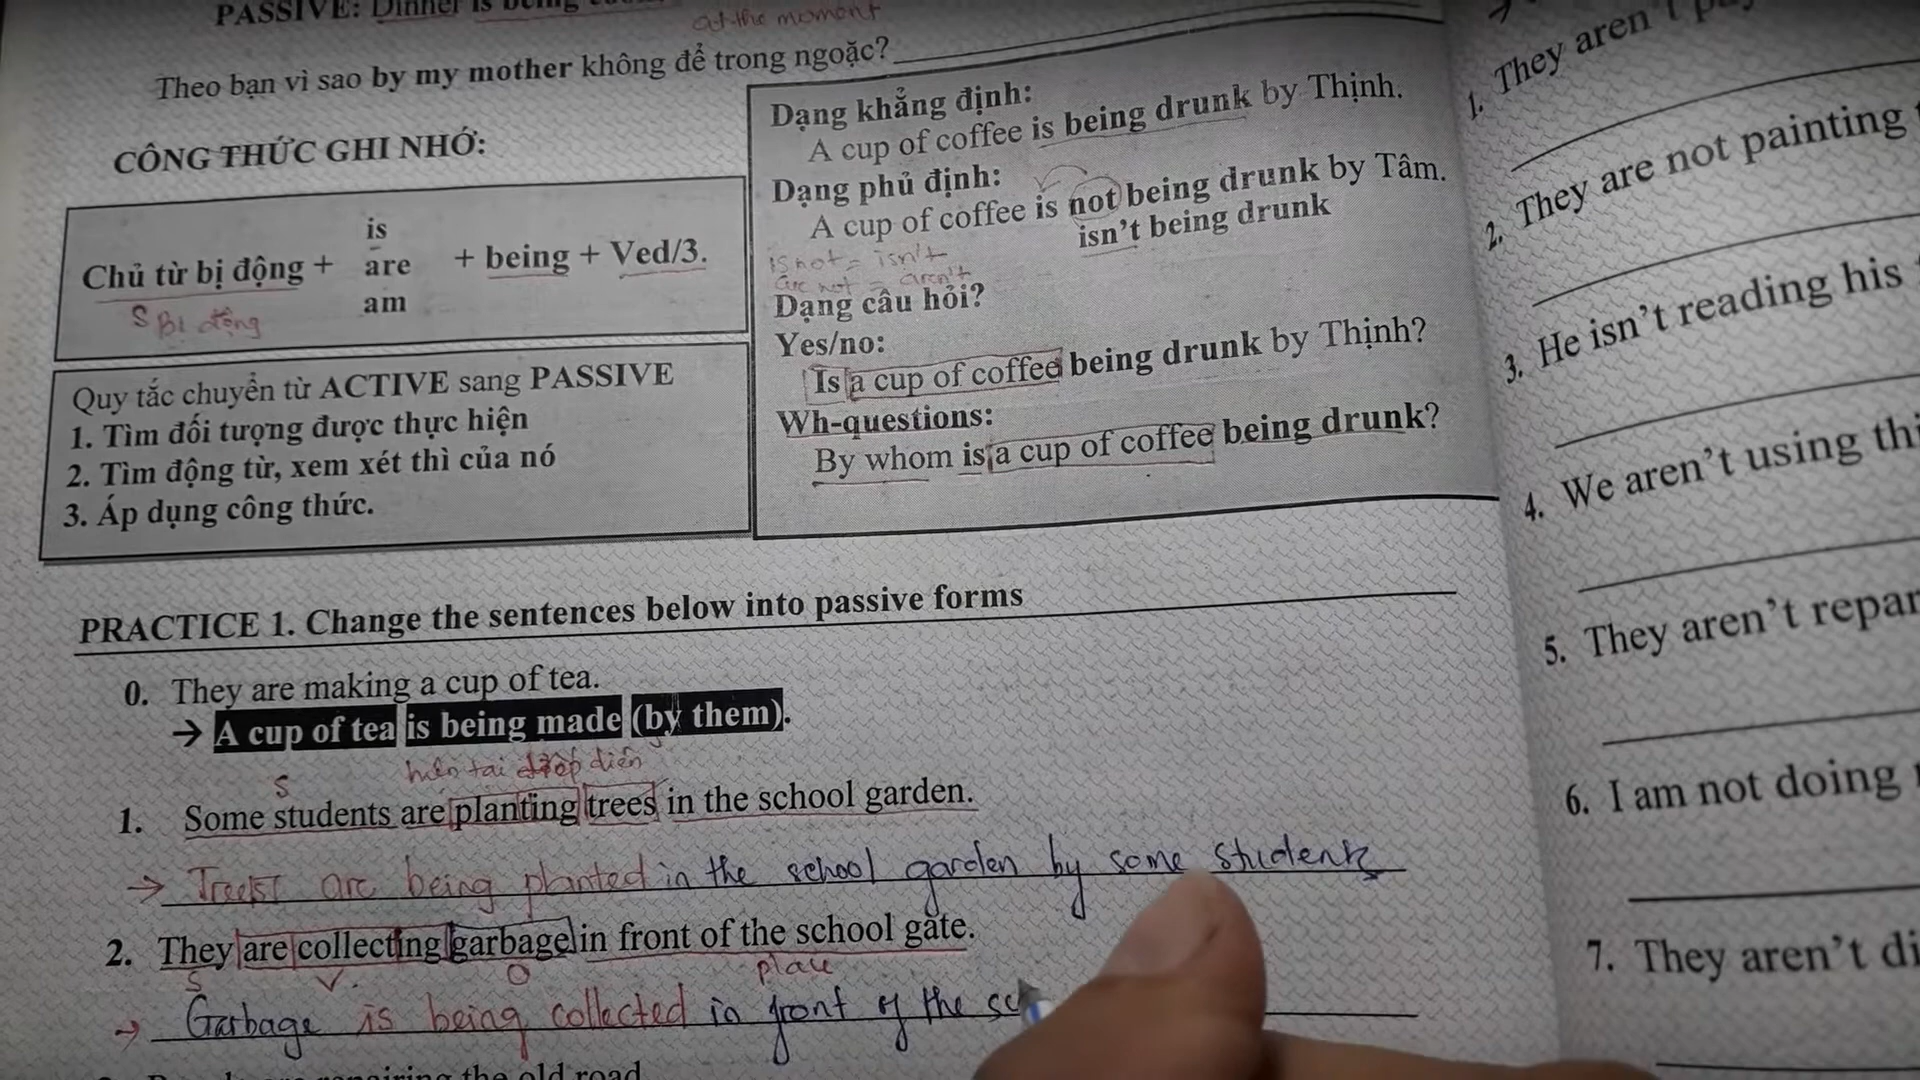 PASSIVE: Dinner is being
at the moment
Theo bạn vì sao by my mother không để trong ngoặc?
CÔNG THỨC GHI NHỚ:
Chủ từ bị động + is
are
am + being + Ved/3.
S Bị động
Quy tắc chuyển từ ACTIVE sang PASSIVE
1. Tìm đối tượng được thực hiện
2. Tìm động từ, xem xét thì của nó
3. Áp dụng công thức.
Dạng khẳng định:
A cup of coffee is being drunk by Thịnh.
Dạng phủ định:
A cup of coffee is not being drunk by Tâm.
isn't being drunk
is not = isn't
are not = aren't
Dạng câu hỏi?
Yes/no:
Is a cup of coffee being drunk by Thịnh?
Wh-questions:
By whom is a cup of coffee being drunk?
PRACTICE 1. Change the sentences below into passive forms
0. They are making a cup of tea.
→ A cup of tea is being made (by them).
S hiện tại diễn
1. Some students are planting trees in the school garden.
→ Trees are being planted in the school garden by some students
2. They are collecting garbage in front of the school gate.
S V O place
→ Garbage is being collected in front of the sc
the old road
1. They aren't
2. They are not painting
3. He isn't reading his
4. We aren't using thi
5. They aren't repar
6. I am not doing
7. They aren't di